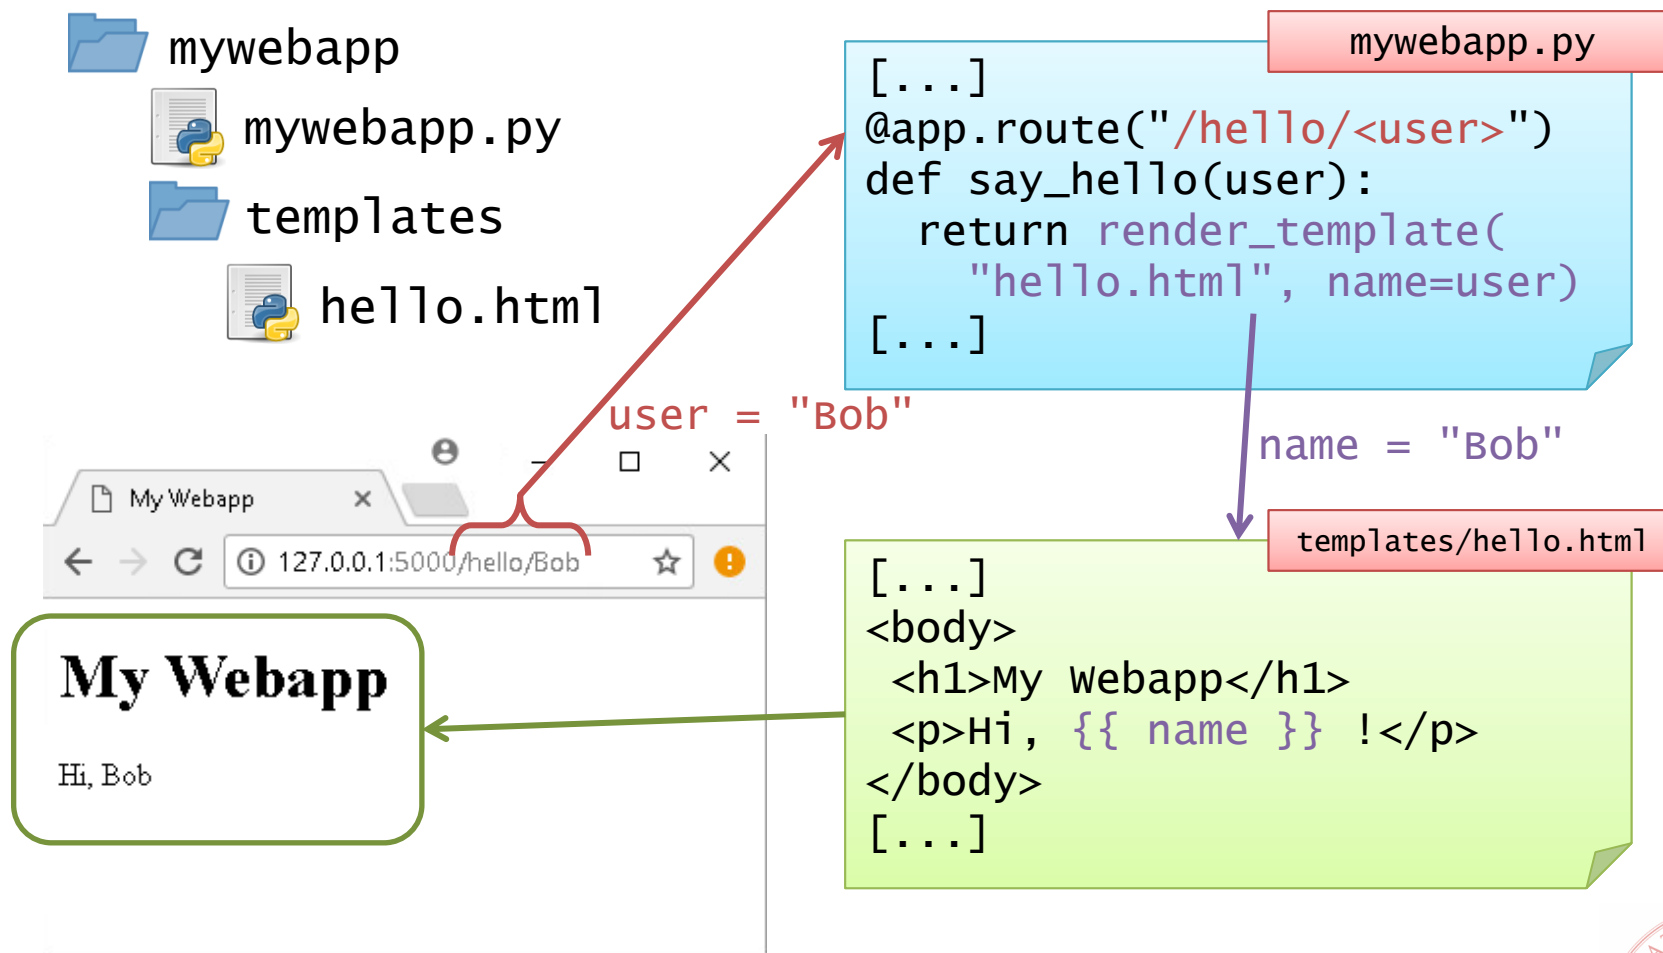 mywebapp
mywebapp.py
templates
hello.html
mywebapp.py
[...]
@app.route("/hello/<user>")
def say_hello(user):
return render_template(
"hello.html", name=user)
[...]
user = "Bob"
name = "Bob"
My Webapp
127.0.0.1:5000/hello/Bob
My Webapp
Hi, Bob
templates/hello.html
[...]
<body>
<h1>My Webapp</h1>
<p>Hi, {{ name }} !</p>
</body>
[...]